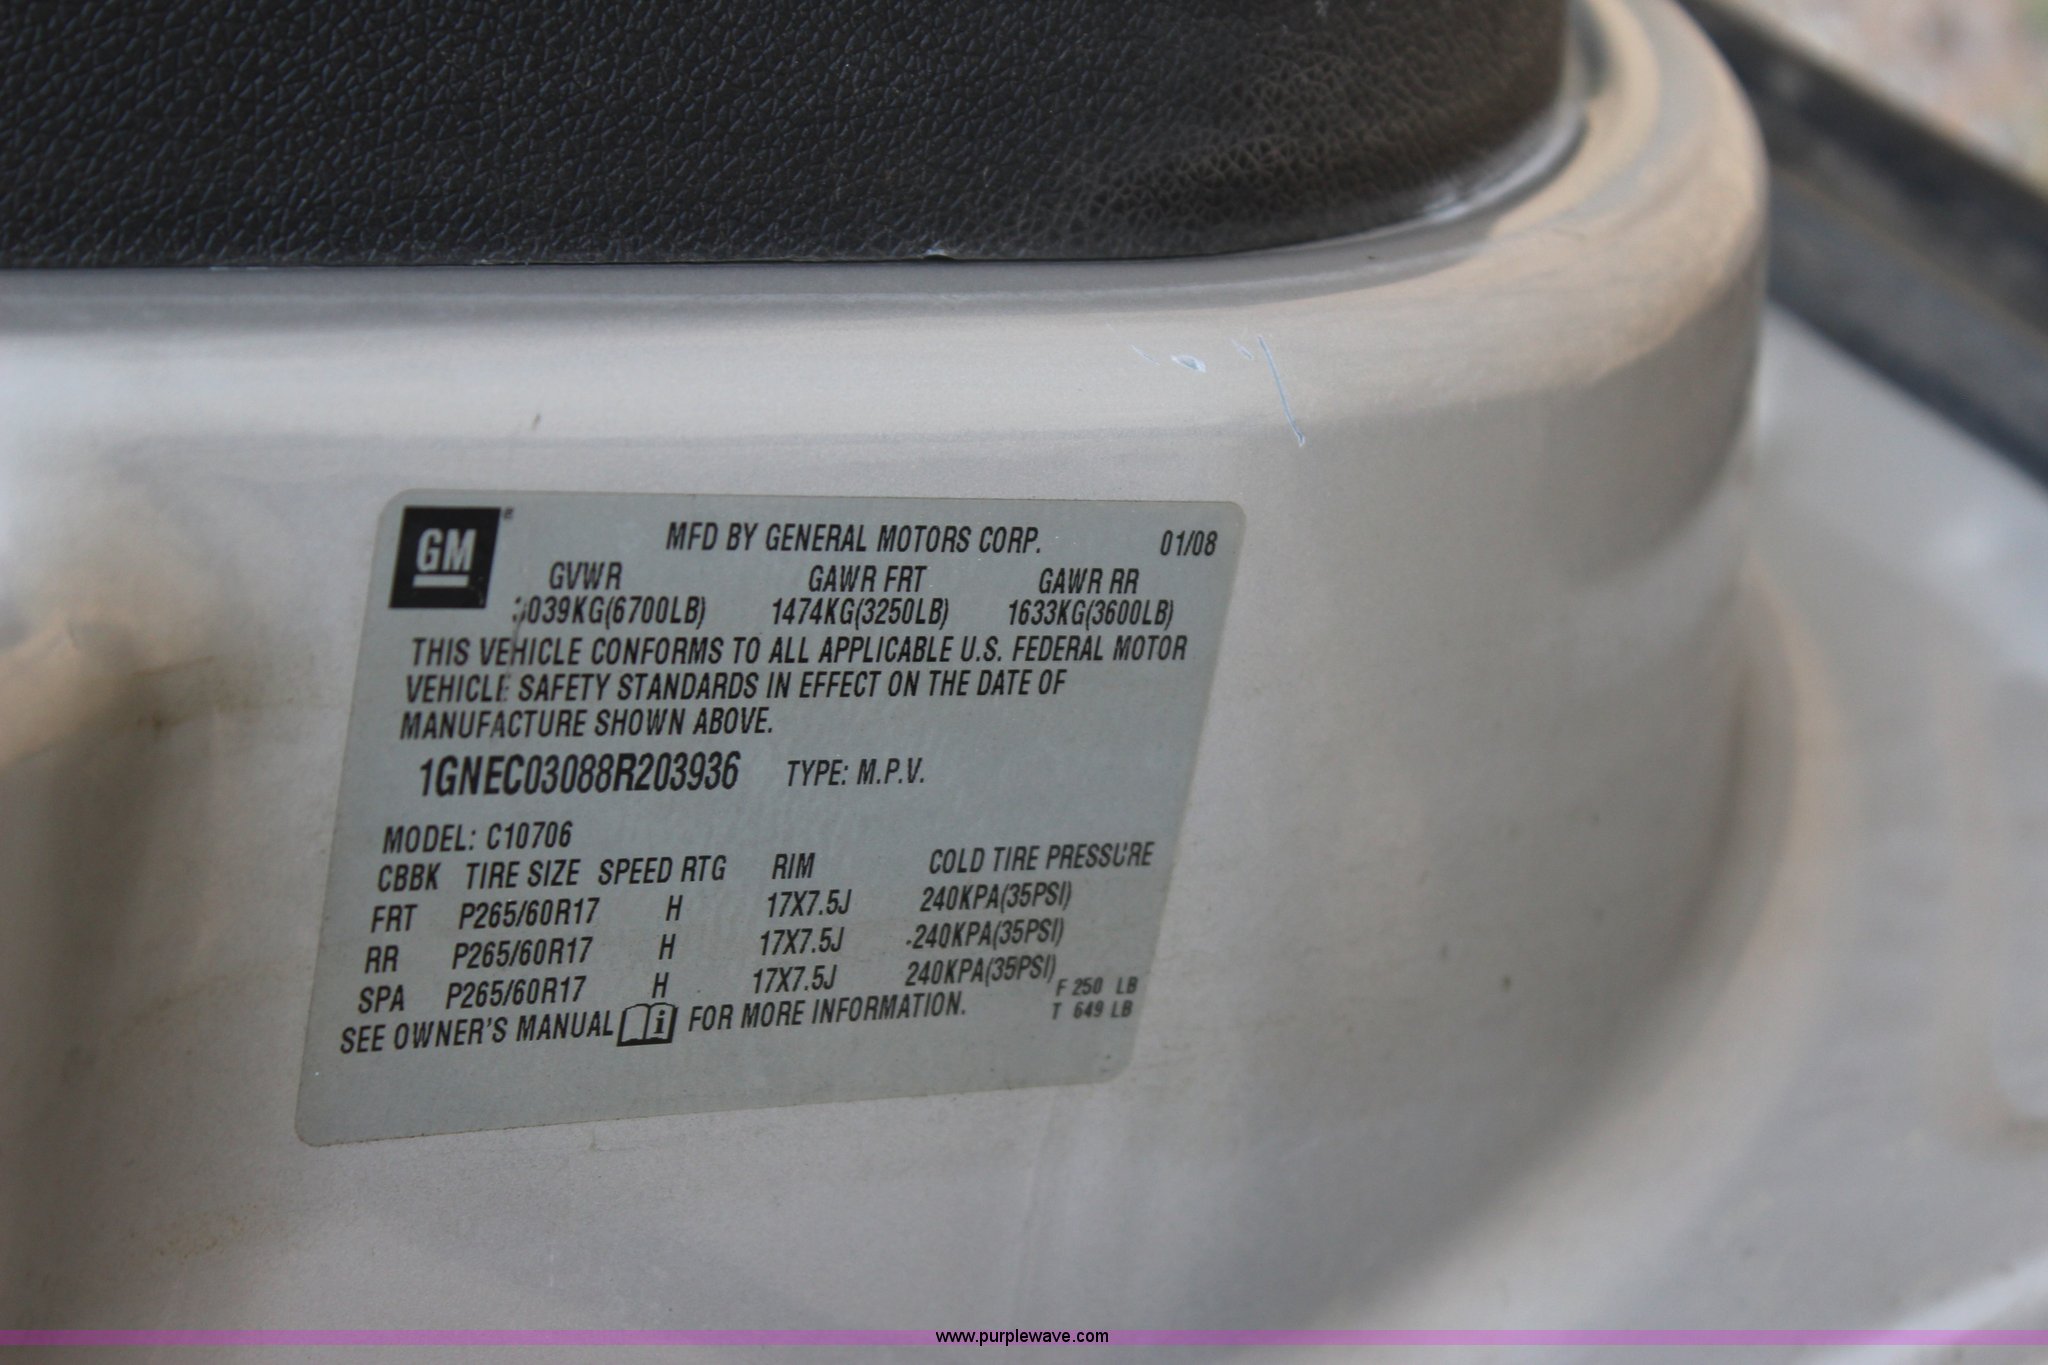 GM®
MFD BY GENERAL MOTORS CORP. 01/08
GVWR GAWR FRT GAWR RR
3039KG(6700LB) 1474KG(3250LB) 1633KG(3600LB)
THIS VEHICLE CONFORMS TO ALL APPLICABLE U.S. FEDERAL MOTOR
VEHICLE SAFETY STANDARDS IN EFFECT ON THE DATE OF
MANUFACTURE SHOWN ABOVE.
1GNEC03088R203936 TYPE: M.P.V.
MODEL: C10706
CBBK TIRE SIZE SPEED RTG RIM COLD TIRE PRESSURE
FRT P265/60R17 H 17X7.5J 240KPA(35PSI)
RR P265/60R17 H 17X7.5J 240KPA(35PSI)
SPA P265/60R17 H 17X7.5J 240KPA(35PSI)
F 250 LB
SEE OWNER'S MANUAL i FOR MORE INFORMATION.
T 649 LB
www.purplewave.com